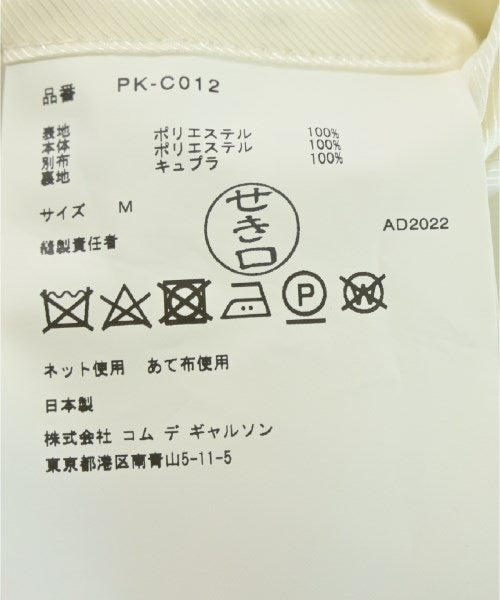 品番 PK-C012
表地
本体 ポリエステル 100%
別布 ポリエステル 100%
裏地 キュプラ 100%
サイズ M
せき口
AD2022
縫製責任者
P W
ネット使用 あて布使用
日本製
株式会社 コム デ ギャルソン
東京都港区南青山5-11-5